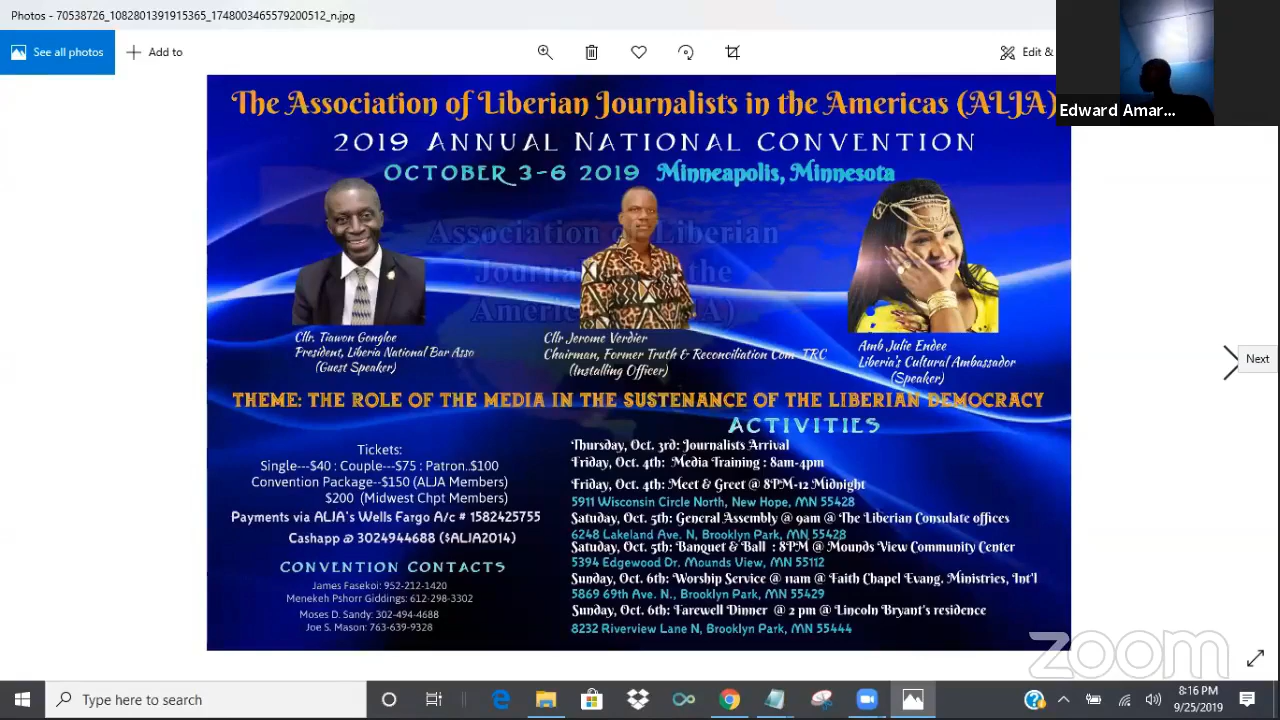 Photos - 70538726_1082801391915365_1748003465579200512_n.jpg
See all photos
Add to
Edit &
Edward Amar...
The Association of Liberian Journalists in the Americas (ALJA)
2019 ANNUAL NATIONAL CONVENTION
OCTOBER 3-6 2019 Minneapolis, Minnesota
Association of Liberian
Journalists in the
Americas (ALJA)
Cllr. Tiawon Gongloe
President, Liberia National Bar Asso
(Guest Speaker)
Cllr Jerome Verdier
Chairman, Former Truth & Reconciliation Com-TRC
(Installing Officer)
Amb Julie Endee
Liberia's Cultural Ambassador
(Speaker)
Next
THEME: THE ROLE OF THE MEDIA IN THE SUSTENANCE OF THE LIBERIAN DEMOCRACY
Tickets:
Single---$40 : Couple---$75 : Patron..$100
Convention Package--$150 (ALJA Members)
$200 (Midwest Chpt Members)
Payments via ALJA's Wells Fargo A/c # 1582425755
Cashapp @ 3024944688 ($ALJA2014)
CONVENTION CONTACTS
James Fasekoi: 952-212-1420
Menekeh Pshorr Giddings: 612-298-3302
Moses D. Sandy: 302-494-4688
Joe S. Mason: 763-639-9328
ACTIVITIES
Thursday, Oct. 3rd: Journalists Arrival
Friday, Oct. 4th: Media Training : 8am-4pm
Friday, Oct. 4th: Meet & Greet @ 8PM-12 Midnight
5911 Wisconsin Circle North, New Hope, MN 55428
Satuday, Oct. 5th: General Assembly @ 9am @ The Liberian Consulate offices
6248 Lakeland Ave. N, Brooklyn Park, MN 55428
Satuday, Oct. 5th: Banquet & Ball : 8PM @ Mounds View Community Center
5394 Edgewood Dr. Mounds View, MN 55112
Sunday, Oct. 6th: Worship Service @ 11am @ Faith Chapel Evang. Ministries, Int'l
5869 69th Ave. N., Brooklyn Park, MN 55429
Sunday, Oct. 6th: Farewell Dinner @ 2 pm @ Lincoln Bryant's residence
8232 Riverview Lane N, Brooklyn Park, MN 55444
zoom
Type here to search
8:16 PM
9/25/2019